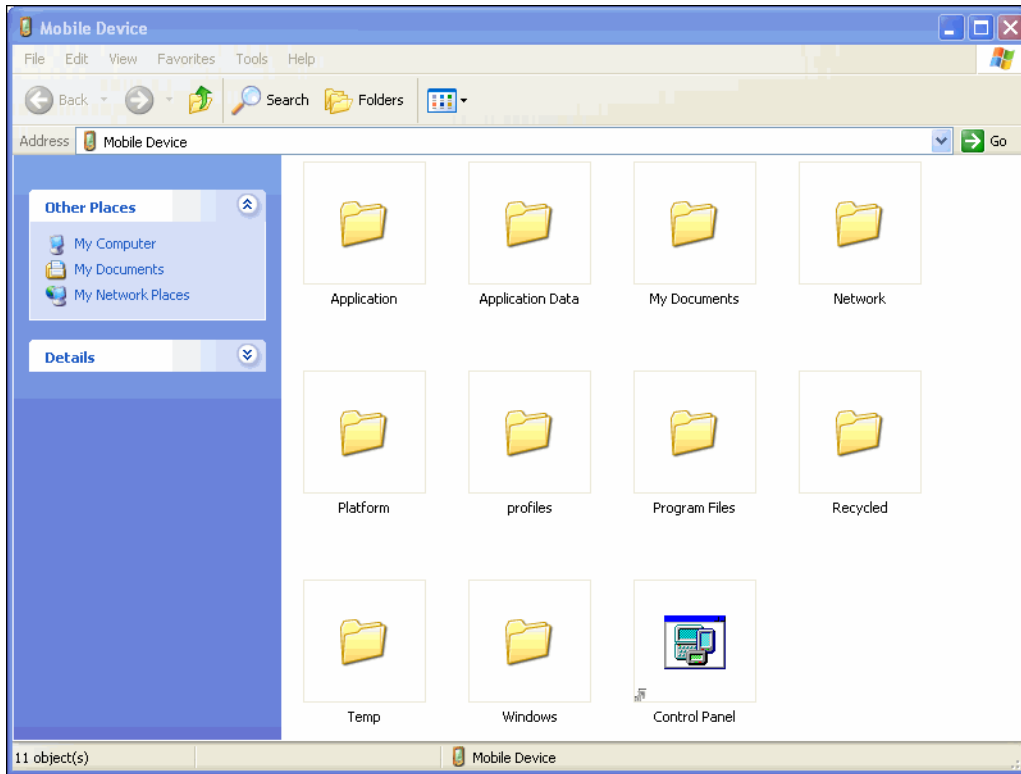 Mobile Device
File Edit View Favorites Tools Help
Back Search Folders
Address Mobile Device Go
Other Places
My Computer
My Documents
My Network Places
Details
Application Application Data My Documents Network
Platform profiles Program Files Recycled
Temp Windows Control Panel
11 object(s) Mobile Device